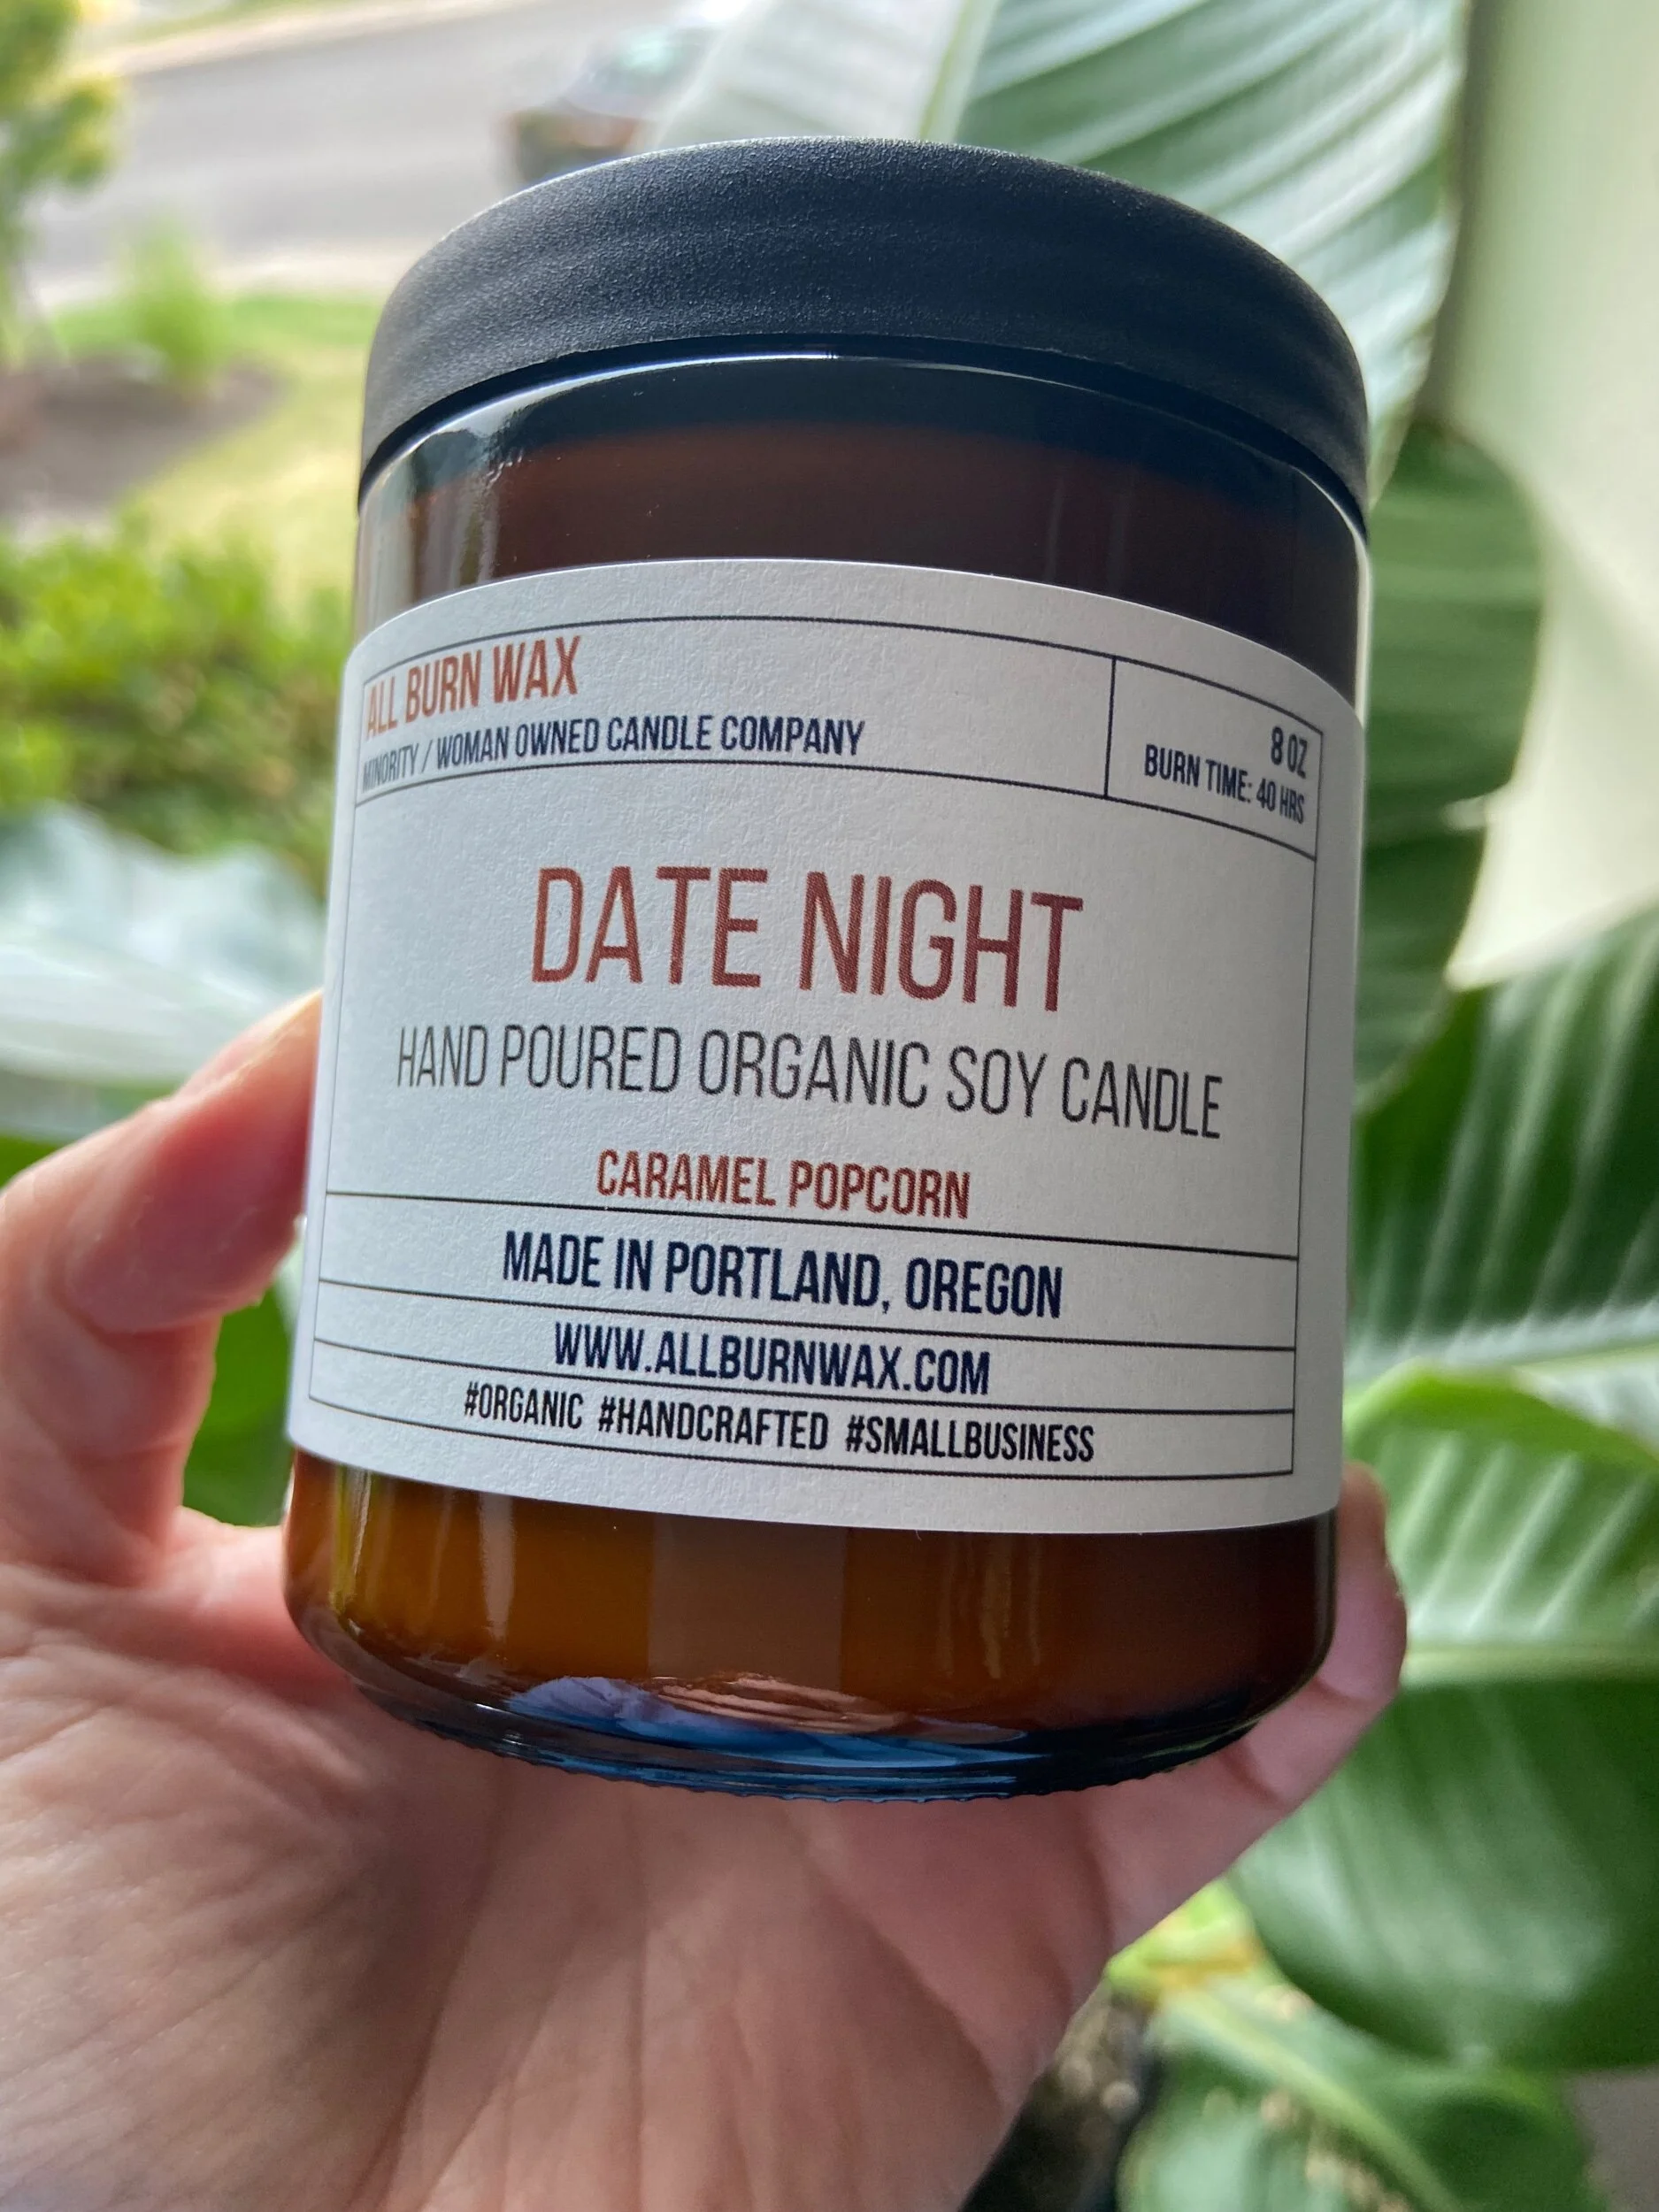 ALL BURN WAX
MINORITY / WOMAN OWNED CANDLE COMPANY
8 OZ
BURN TIME: 40 HRS
DATE NIGHT
HAND POURED ORGANIC SOY CANDLE
CARAMEL POPCORN
MADE IN PORTLAND, OREGON
WWW.ALLBURNWAX.COM
#ORGANIC #HANDCRAFTED #SMALLBUSINESS